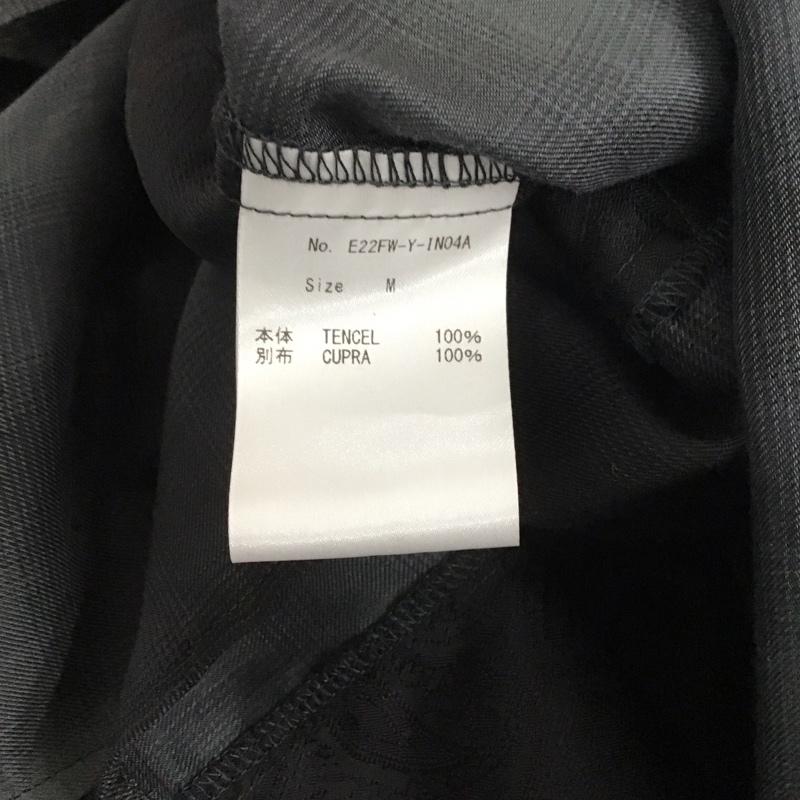 No. E22FW-Y-IN04A
Size M
本体 TENCEL 100%
別布 CUPRA 100%